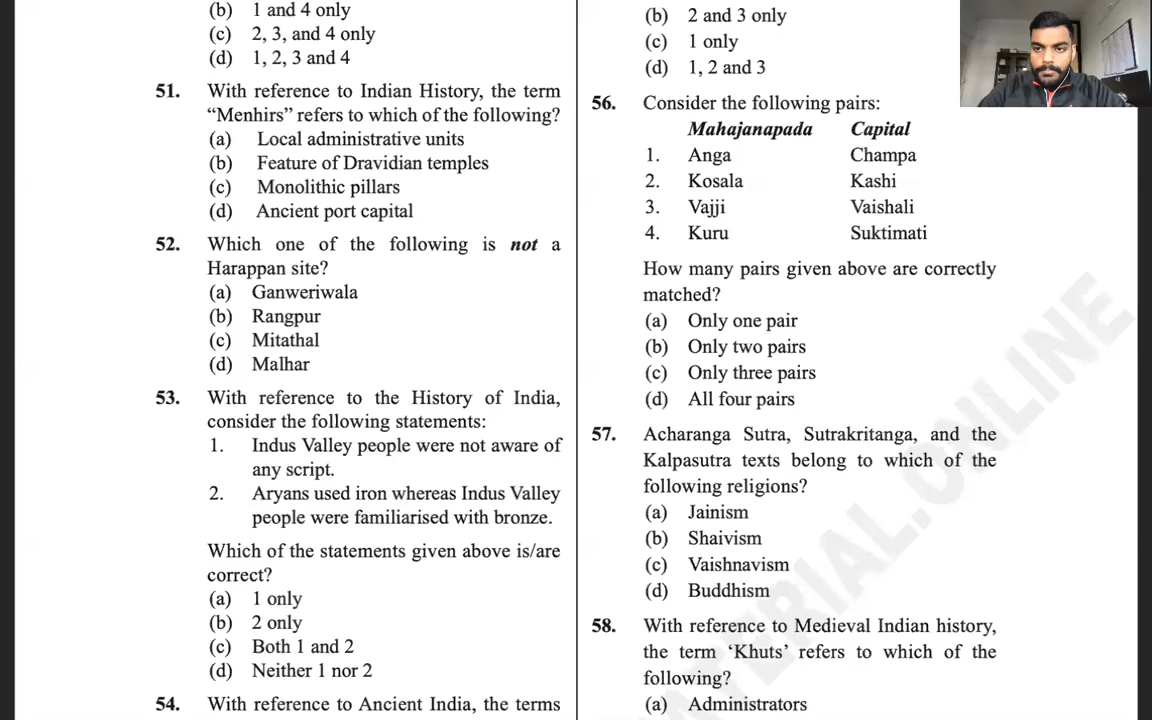 (b) 1 and 4 only
(c) 2, 3, and 4 only
(d) 1, 2, 3 and 4
51. With reference to Indian History, the term
“Menhirs” refers to which of the following?
(a) Local administrative units
(b) Feature of Dravidian temples
(c) Monolithic pillars
(d) Ancient port capital
52. Which one of the following is not a
Harappan site?
(a) Ganweriwala
(b) Rangpur
(c) Mitathal
(d) Malhar
53. With reference to the History of India,
consider the following statements:
1. Indus Valley people were not aware of
any script.
2. Aryans used iron whereas Indus Valley
people were familiarised with bronze.
Which of the statements given above is/are
correct?
(a) 1 only
(b) 2 only
(c) Both 1 and 2
(d) Neither 1 nor 2
54. With reference to Ancient India, the terms
(b) 2 and 3 only
(c) 1 only
(d) 1, 2 and 3
56. Consider the following pairs:
Mahajanapada Capital
1. Anga Champa
2. Kosala Kashi
3. Vajji Vaishali
4. Kuru Suktimati
How many pairs given above are correctly
matched?
(a) Only one pair
(b) Only two pairs
(c) Only three pairs
(d) All four pairs
57. Acharanga Sutra, Sutrakritanga, and the
Kalpasutra texts belong to which of the
following religions?
(a) Jainism
(b) Shaivism
(c) Vaishnavism
(d) Buddhism
58. With reference to Medieval Indian history,
the term ‘Khuts’ refers to which of the
following?
(a) Administrators
MATERIAL.ONLINE